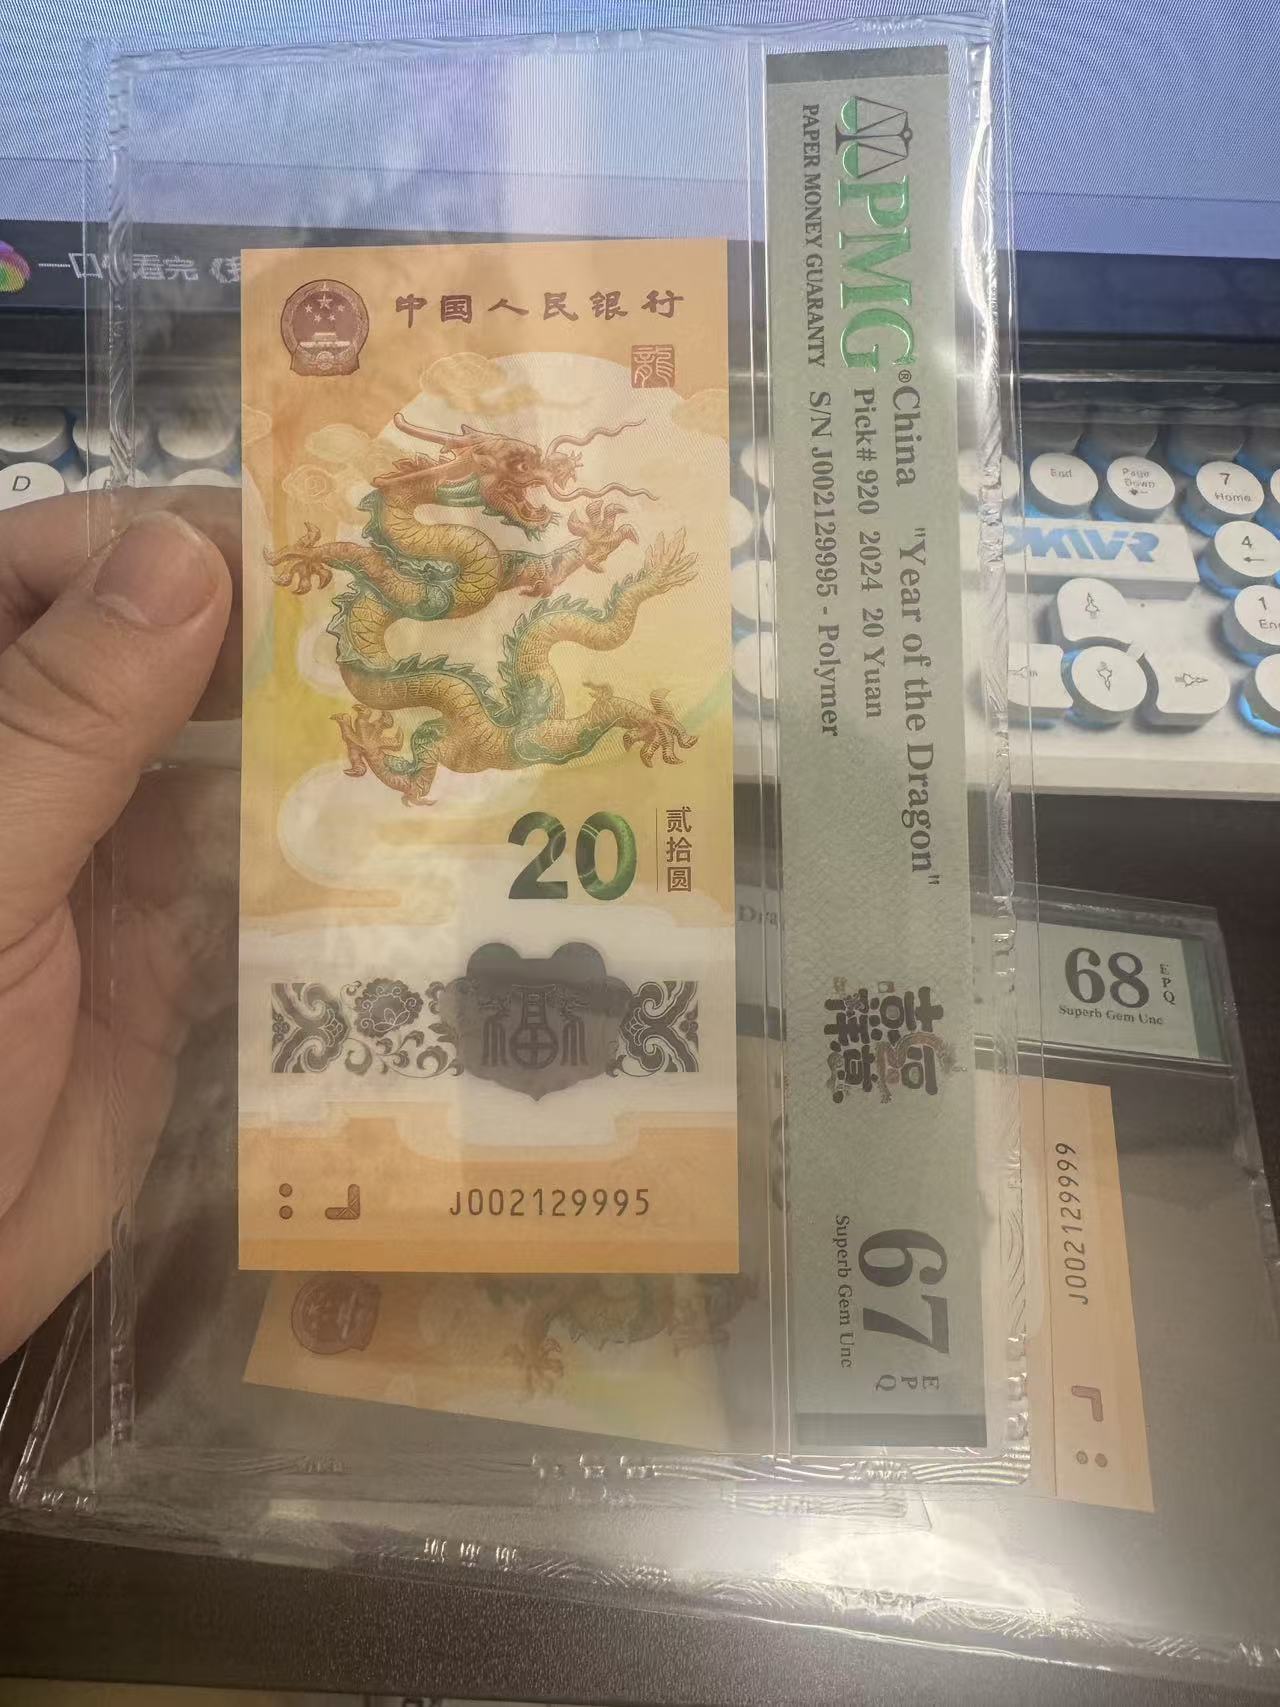 中国人民银行
龍
20
贰拾圆
福
J002129995
PMG®
PAPER MONEY GUARANTY
China "Year of the Dragon"
Pick# 920 2024 20 Yuan
S/N J002129995 - Polymer
67
EPQ
Superb Gem Unc
68
EPQ
Superb Gem Unc
J002129999
D
End
Page Down
7
Home
4
1